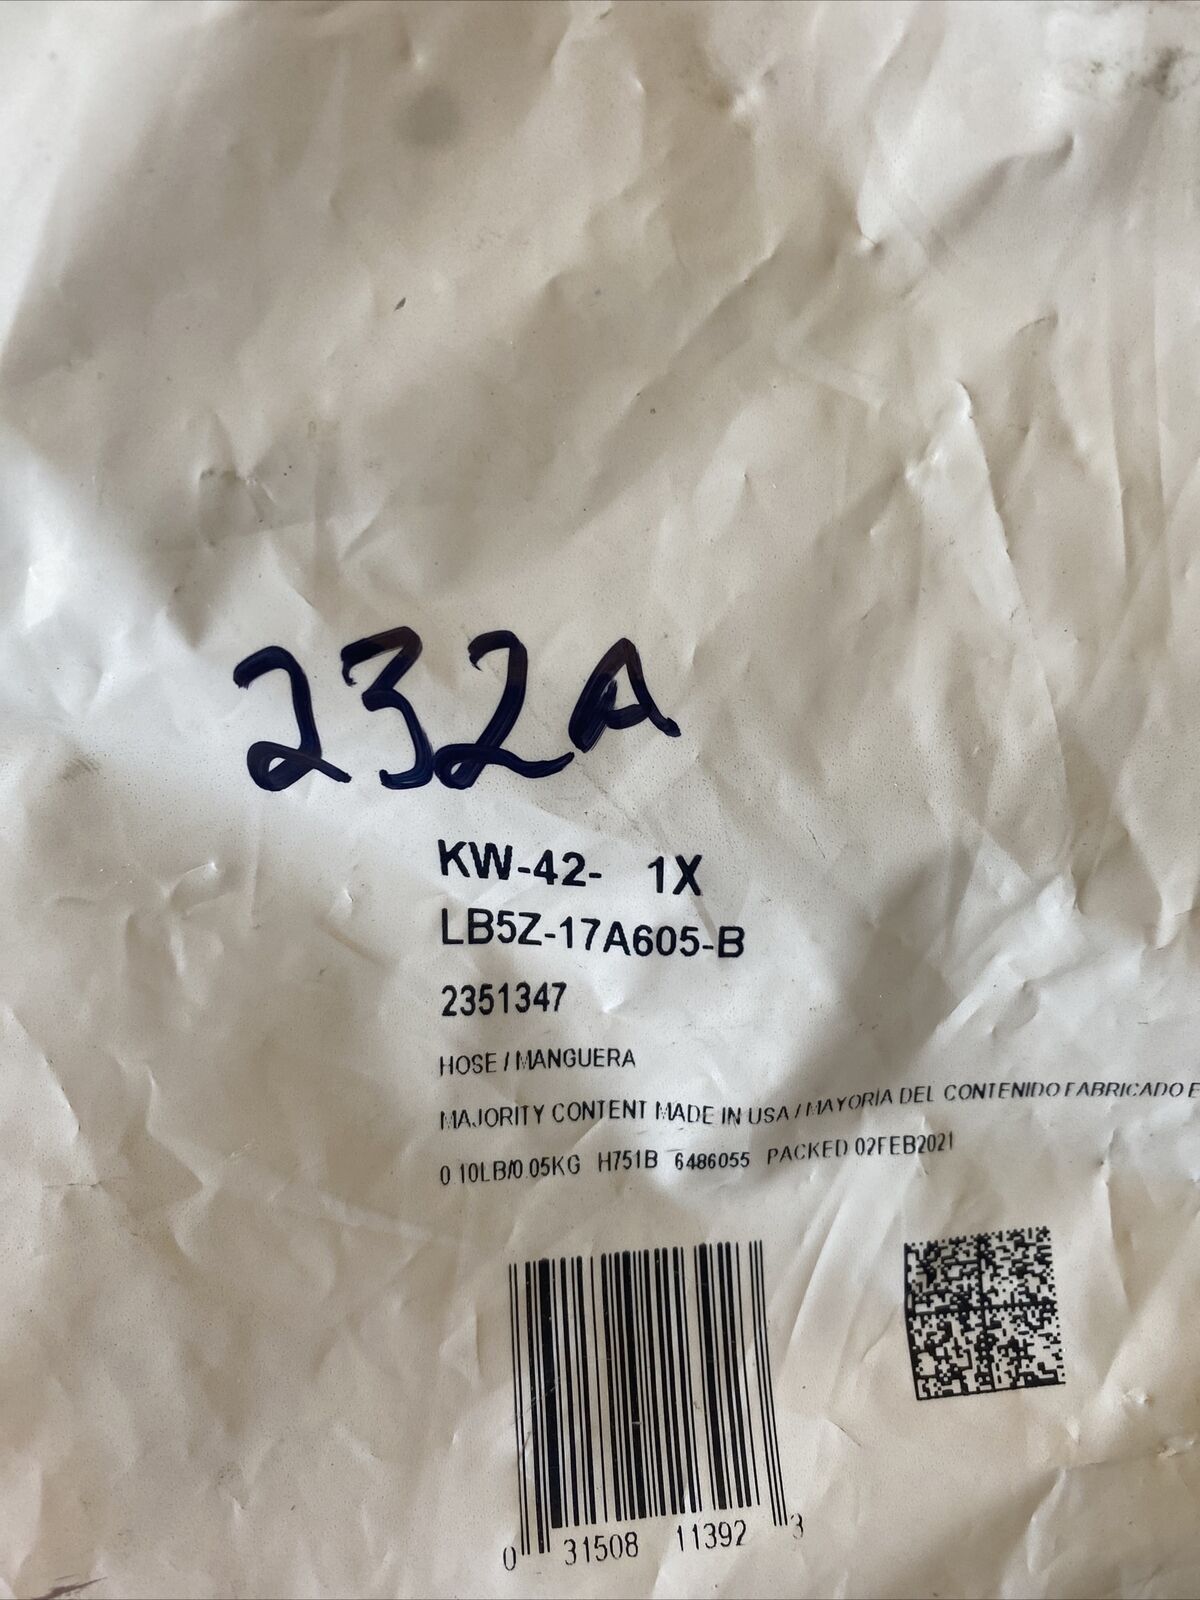 232A
KW-42- 1X
LB5Z-17A605-B
2351347
HOSE / MANGUERA
MAJORITY CONTENT MADE IN USA / MAYORÍA DEL CONTENIDO FABRICADO E
0.10LB/0.05KG H751B 6486055 PACKED 02FEB2021
0 31508 11392 3